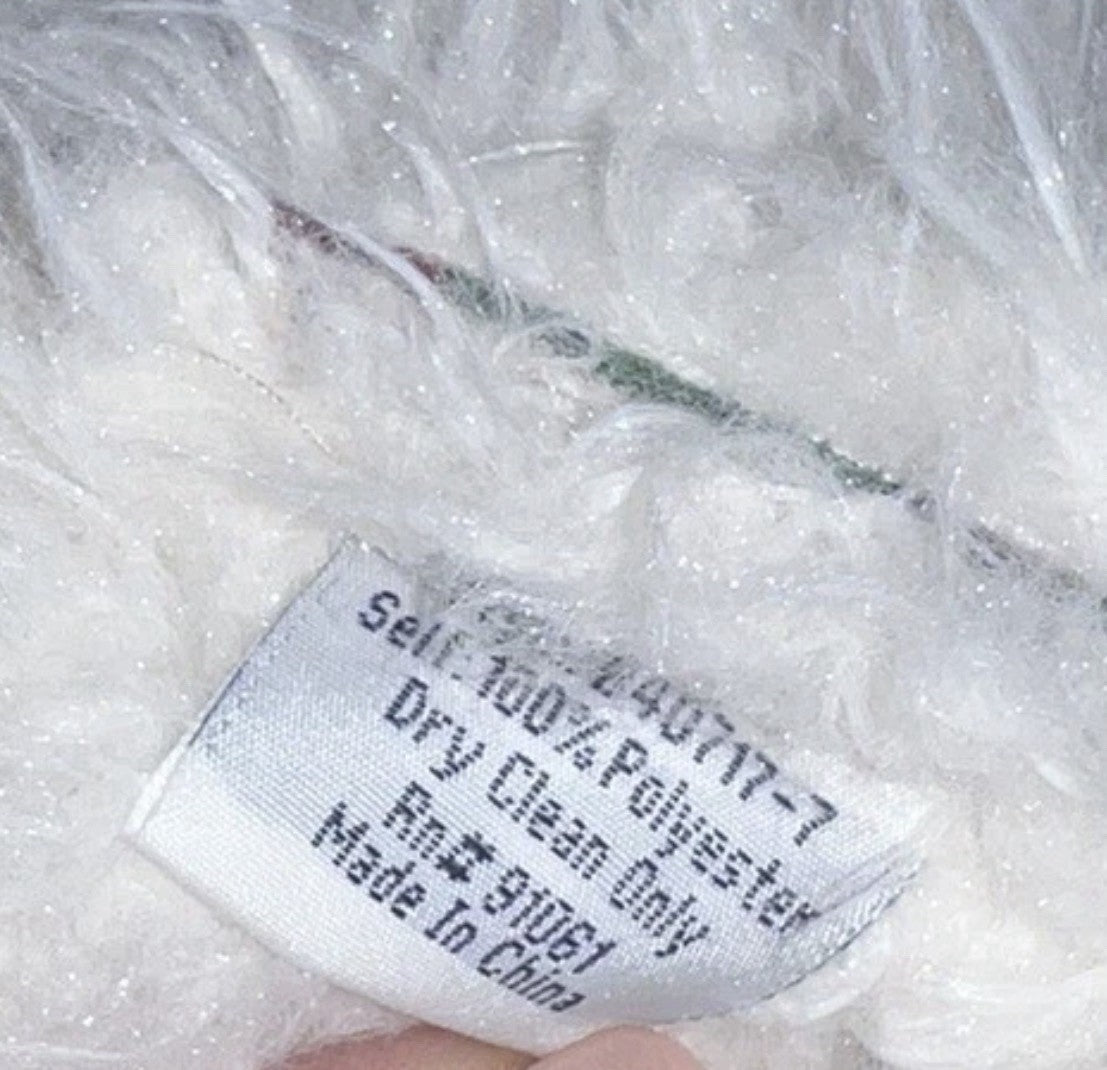 240717-7
Self: 100% Polyester
Dry Clean Only
Rn# 91061
Made In China